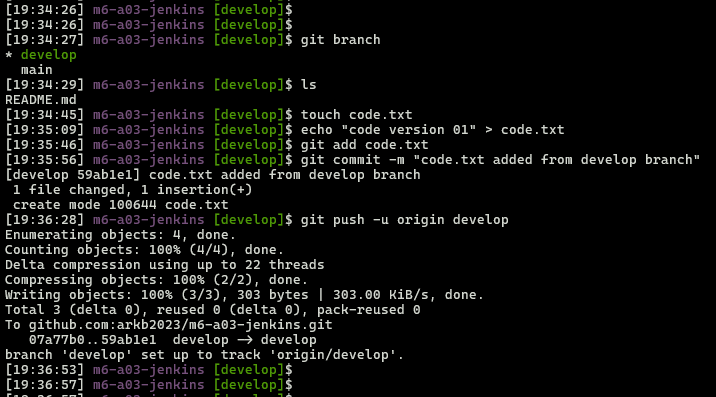 [19:34:26] m6-a03-jenkins [develop]$
[19:34:26] m6-a03-jenkins [develop]$
[19:34:27] m6-a03-jenkins [develop]$ git branch
* develop
  main
[19:34:29] m6-a03-jenkins [develop]$ ls
README.md
[19:34:45] m6-a03-jenkins [develop]$ touch code.txt
[19:35:09] m6-a03-jenkins [develop]$ echo "code version 01" > code.txt
[19:35:46] m6-a03-jenkins [develop]$ git add code.txt
[19:35:56] m6-a03-jenkins [develop]$ git commit -m "code.txt added from develop branch"
[develop 59ab1e1] code.txt added from develop branch
 1 file changed, 1 insertion(+)
 create mode 100644 code.txt
[19:36:28] m6-a03-jenkins [develop]$ git push -u origin develop
Enumerating objects: 4, done.
Counting objects: 100% (4/4), done.
Delta compression using up to 22 threads
Compressing objects: 100% (2/2), done.
Writing objects: 100% (3/3), 303 bytes | 303.00 KiB/s, done.
Total 3 (delta 0), reused 0 (delta 0), pack-reused 0
To github.com:arkb2023/m6-a03-jenkins.git
   07a77b0..59ab1e1  develop -> develop
branch 'develop' set up to track 'origin/develop'.
[19:36:53] m6-a03-jenkins [develop]$
[19:36:57] m6-a03-jenkins [develop]$
[19:36:57] m6-a03-jenkins [develop]$